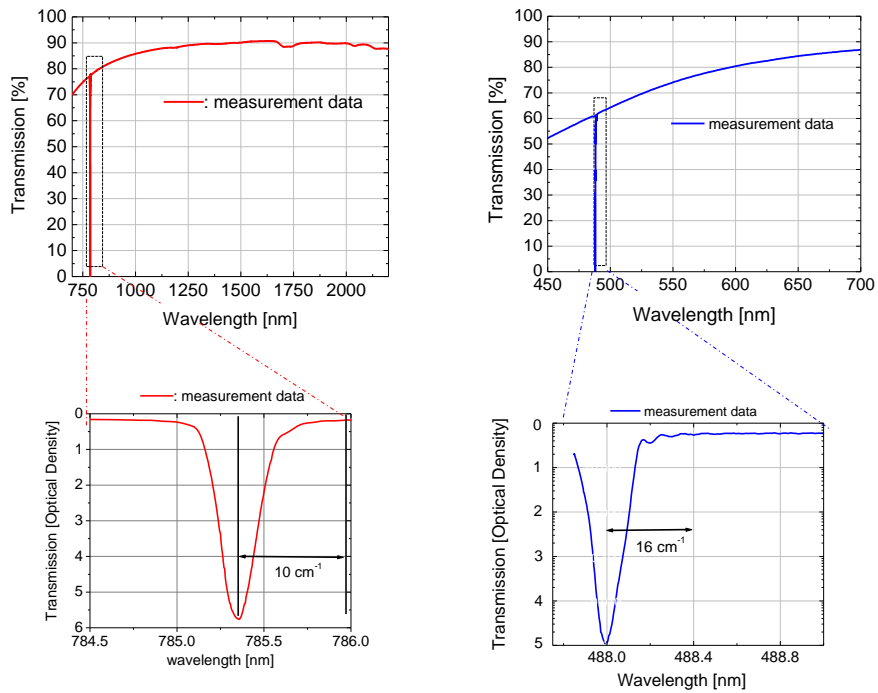 100
90
80
70
60
50
40
30
20
10
0
Transmission [%]
: measurement data
750 1000 1250 1500 1750 2000
Wavelength [nm]
100
90
80
70
60
50
40
30
20
10
0
Transmission [%]
measurement data
450 500 550 600 650 700
Wavelength [nm]
: measurement data
0
1
2
3
4
5
6
Transmission [Optical Density]
10 cm-1
784.5 785.0 785.5 786.0
wavelength [nm]
measurement data
0
1
2
3
4
5
Transmission [Optical Density]
16 cm-1
488.0 488.4 488.8
Wavelength [nm]